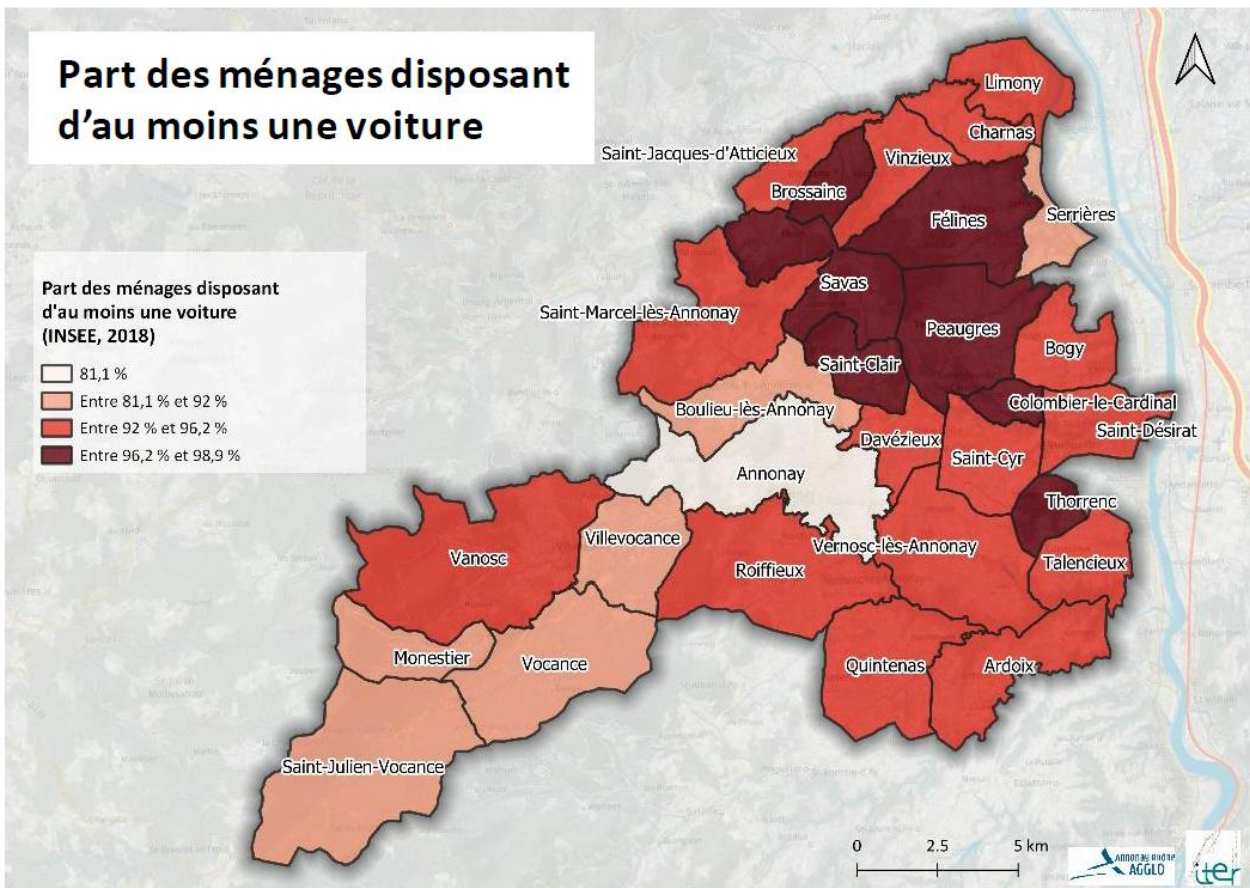 Part des ménages disposant
d'au moins une voiture
Limony
Charnas
Saint-Jacques-d'Atticieux
Vinzieux
Brossainc
Félines
Serrières
Part des ménages disposant
d'au moins une voiture
(INSEE, 2018)
81,1 %
Entre 81,1 % et 92 %
Entre 92 % et 96,2 %
Entre 96,2 % et 98,9 %
Savas
Saint-Marcel-lès-Annonay
Peaugres
Bogy
Saint-Clair
Colombier-le-Cardinal
Boulieu-lès-Annonay
Saint-Désirat
Davézieux
Saint-Cyr
Annonay
Thorrenc
Villevocance
Vernosc-lès-Annonay
Vanosc
Roiffieux
Talencieux
Monestier
Vocance
Quintenas
Ardoix
Saint-Julien-Vocance
0 2.5 5 km
ANNONAY RHÔNE
AGGLO
iter